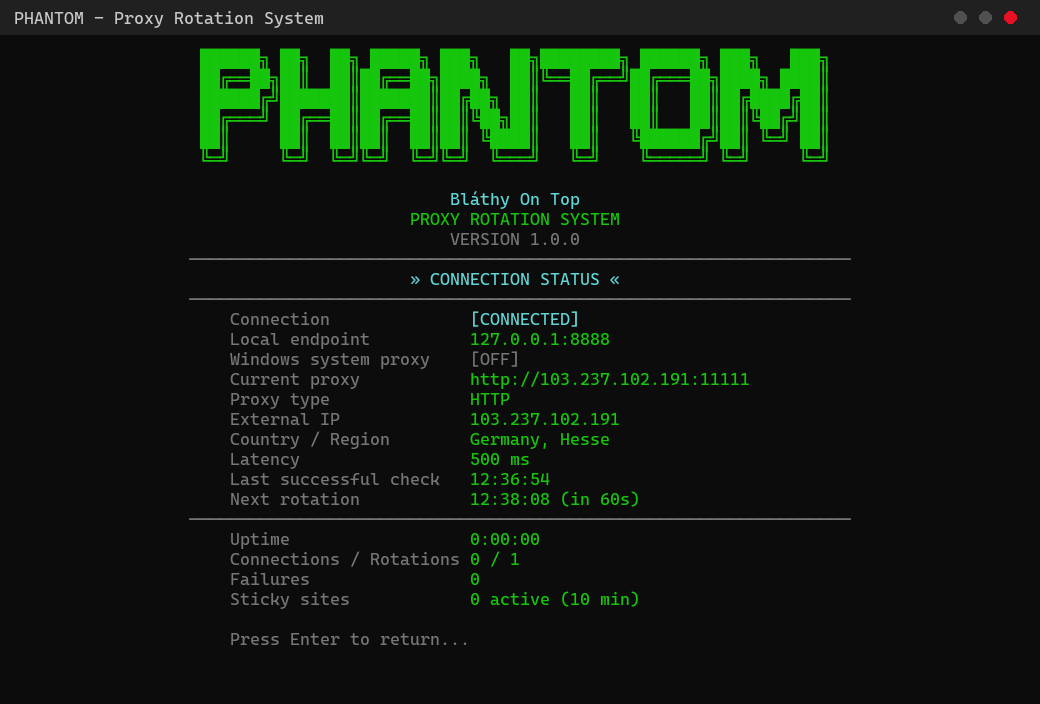 PHANTOM - Proxy Rotation System
PHANTOM
Bláthy On Top
PROXY ROTATION SYSTEM
VERSION 1.0.0
» CONNECTION STATUS «
Connection [CONNECTED]
Local endpoint 127.0.0.1:8888
Windows system proxy [OFF]
Current proxy http://103.237.102.191:11111
Proxy type HTTP
External IP 103.237.102.191
Country / Region Germany, Hesse
Latency 500 ms
Last successful check 12:36:54
Next rotation 12:38:08 (in 60s)
Uptime 0:00:00
Connections / Rotations 0 / 1
Failures 0
Sticky sites 0 active (10 min)
Press Enter to return...